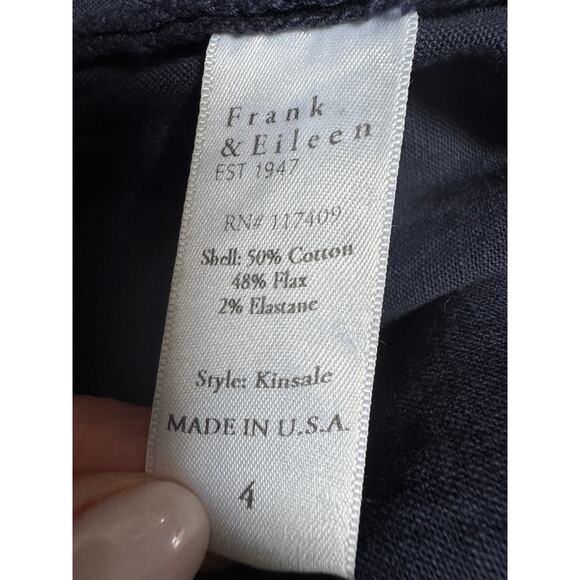 Frank
& Eileen
EST 1947
RN# 117409
Shell: 50% Cotton
48% Flax
2% Elastane
Style: Kinsale
MADE IN U.S.A.
4